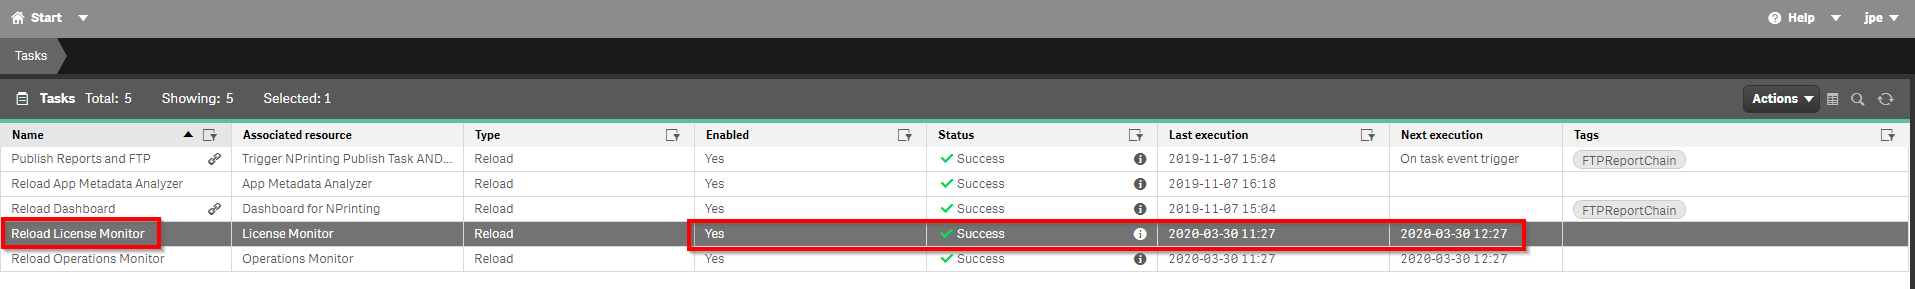 Start Help jpe
Tasks
Tasks Total: 5 Showing: 5 Selected: 1 Actions
Name Associated resource Type Enabled Status Last execution Next execution Tags
Publish Reports and FTP Trigger NPrinting Publish Task AND... Reload Yes Success 2019-11-07 15:04 On task event trigger FTPReportChain
Reload App Metadata Analyzer App Metadata Analyzer Reload Yes Success 2019-11-07 16:18
Reload Dashboard Dashboard for NPrinting Reload Yes Success 2019-11-07 15:04 FTPReportChain
Reload License Monitor License Monitor Reload Yes Success 2020-03-30 11:27 2020-03-30 12:27
Reload Operations Monitor Operations Monitor Reload Yes Success 2020-03-30 11:27 2020-03-30 12:27